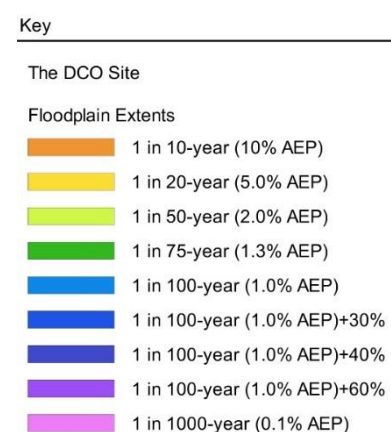 Key
The DCO Site
Floodplain Extents
1 in 10-year (10% AEP)
1 in 20-year (5.0% AEP)
1 in 50-year (2.0% AEP)
1 in 75-year (1.3% AEP)
1 in 100-year (1.0% AEP)
1 in 100-year (1.0% AEP)+30%
1 in 100-year (1.0% AEP)+40%
1 in 100-year (1.0% AEP)+60%
1 in 1000-year (0.1% AEP)